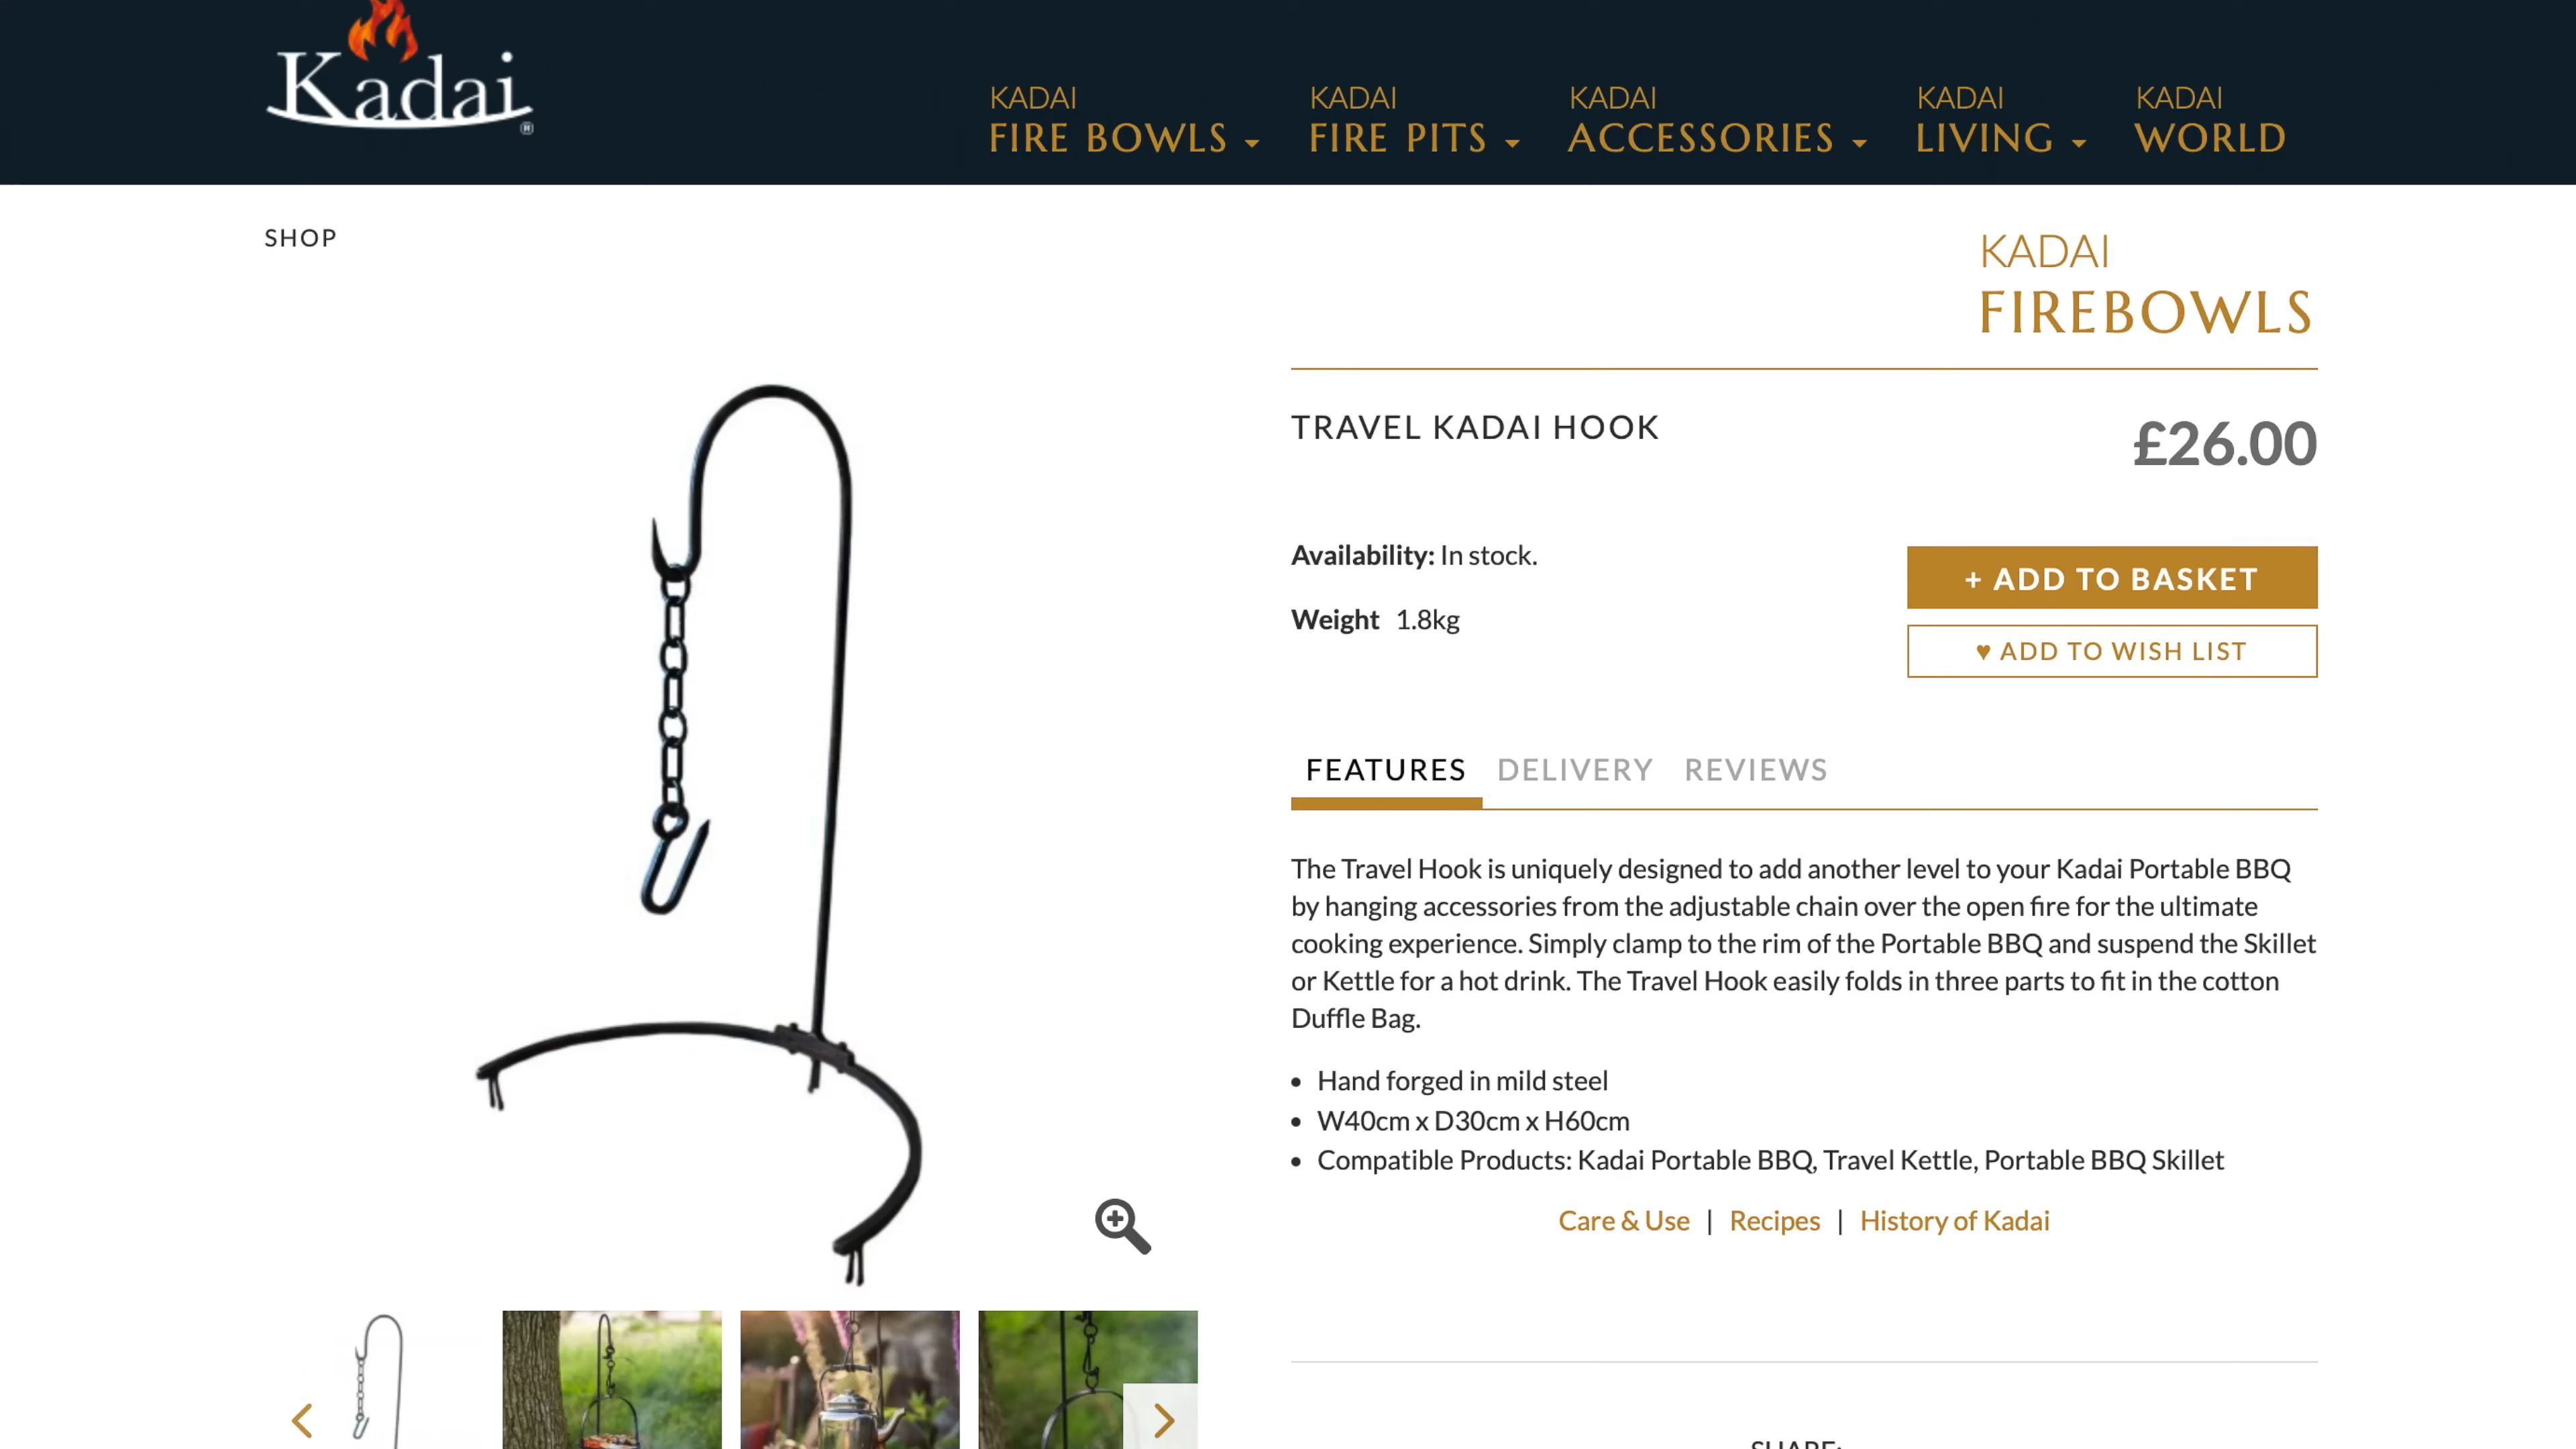 Kadai
®
KADAI
FIRE BOWLS
KADAI
FIRE PITS
KADAI
ACCESSORIES
KADAI
LIVING
KADAI
WORLD
SHOP
KADAI
FIREBOWLS
TRAVEL KADAI HOOK
£26.00
Availability: In stock.
Weight 1.8kg
+ ADD TO BASKET
♥ ADD TO WISH LIST
FEATURES DELIVERY REVIEWS
The Travel Hook is uniquely designed to add another level to your Kadai Portable BBQ
by hanging accessories from the adjustable chain over the open fire for the ultimate
cooking experience. Simply clamp to the rim of the Portable BBQ and suspend the Skillet
or Kettle for a hot drink. The Travel Hook easily folds in three parts to fit in the cotton
Duffle Bag.
• Hand forged in mild steel
• W40cm x D30cm x H60cm
• Compatible Products: Kadai Portable BBQ, Travel Kettle, Portable BBQ Skillet
Care & Use | Recipes | History of Kadai
SHARE: